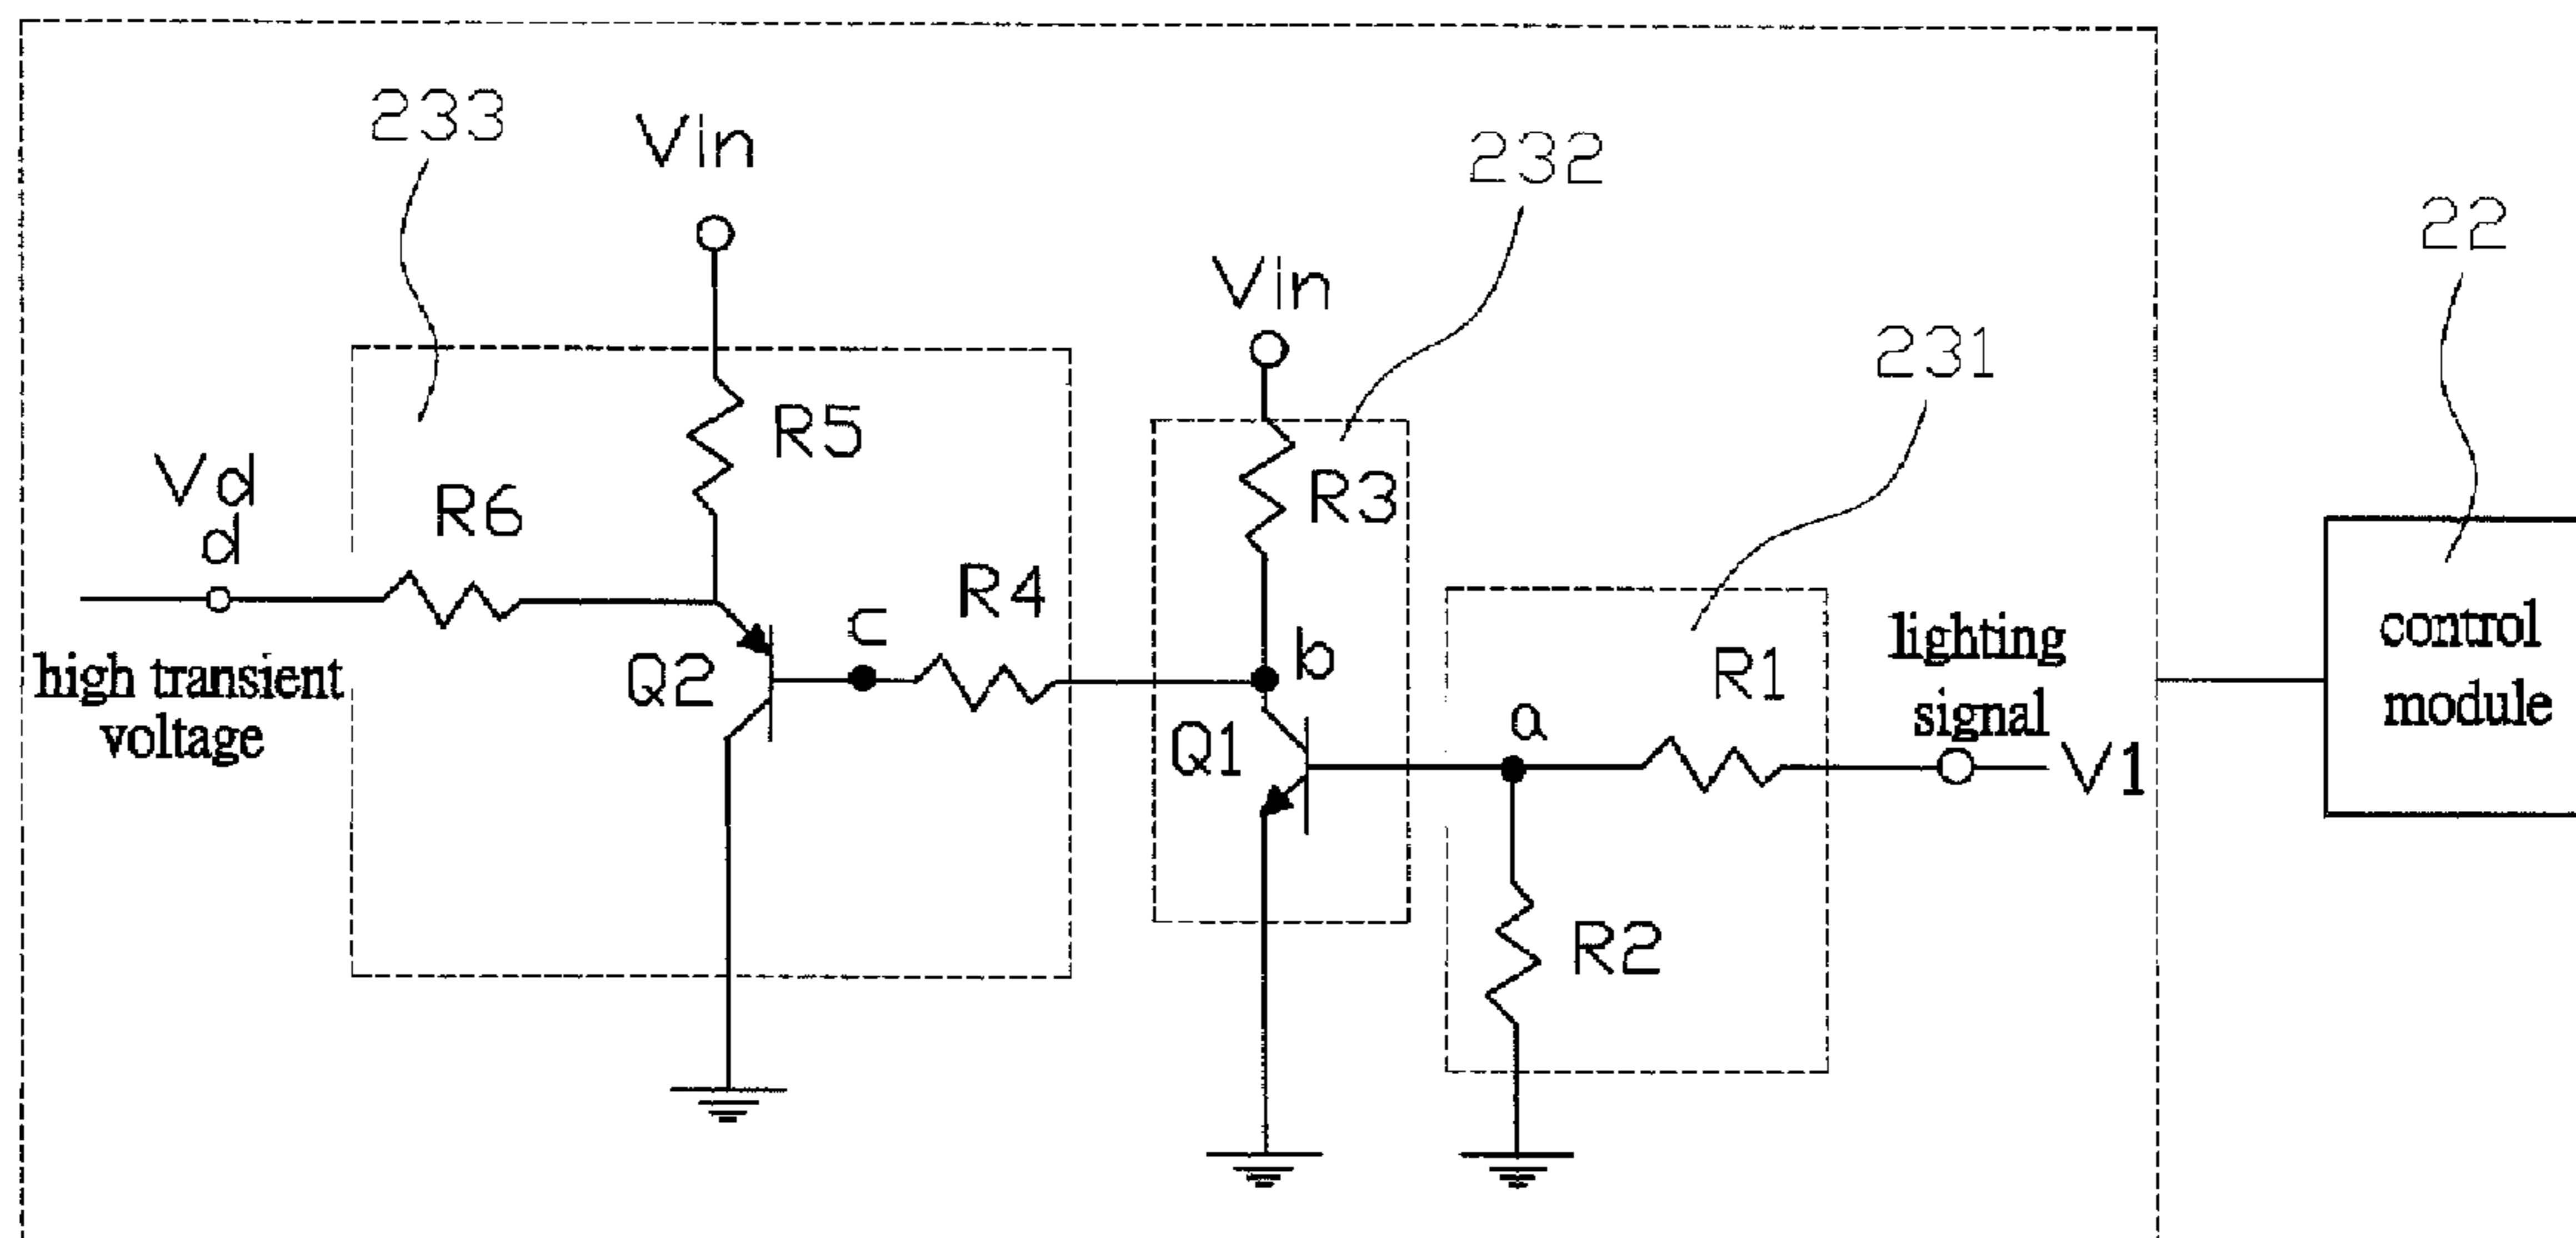 233
Vin
232
22
Vin
231
R5
Vd
d
R6
R3
R4
lighting
signal
control
module
high transient
voltage
Q2
c
b
R1
Q1
a
V1
R2